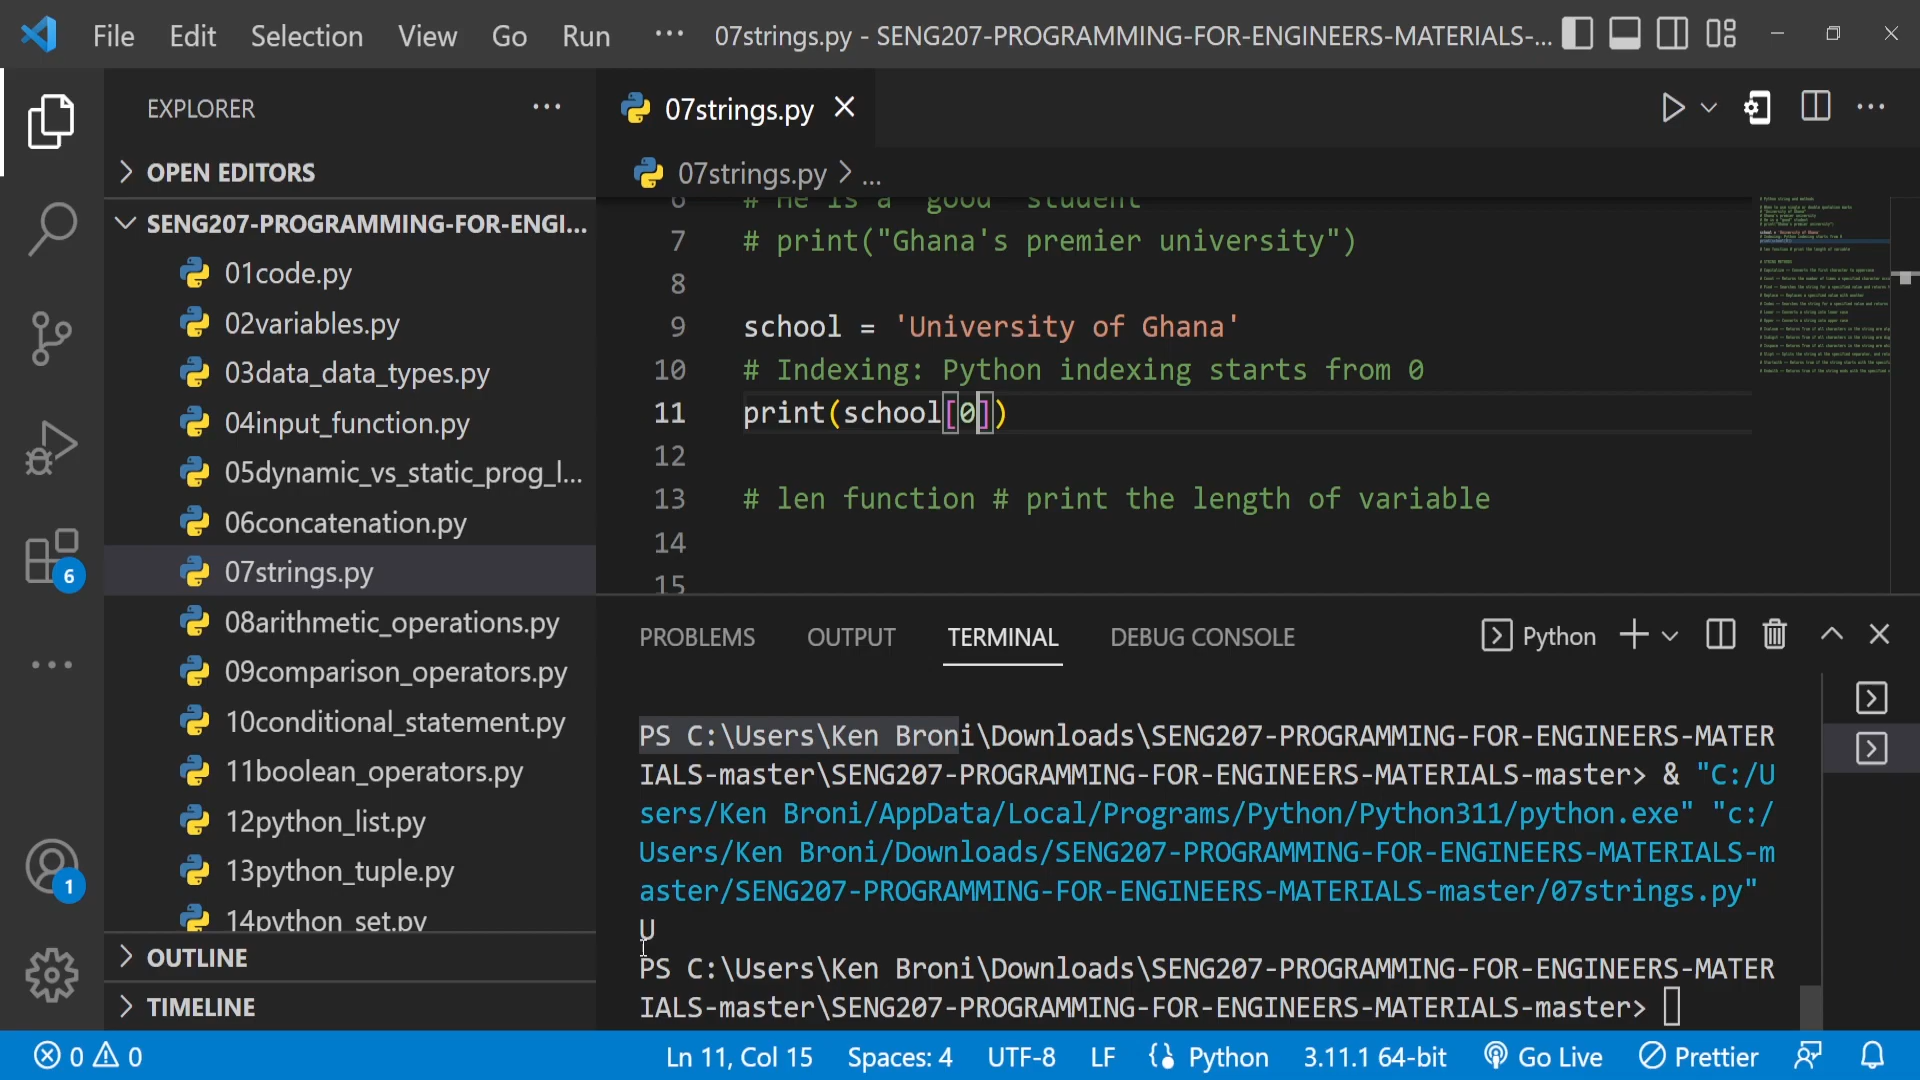 File Edit Selection View Go Run ··· 07strings.py - SENG207-PROGRAMMING-FOR-ENGINEERS-MATERIALS-...
EXPLORER ···
OPEN EDITORS
SENG207-PROGRAMMING-FOR-ENGI...
01code.py
02variables.py
03data_data_types.py
04input_function.py
05dynamic_vs_static_prog_l...
06concatenation.py
07strings.py
08arithmetic_operations.py
09comparison_operators.py
10conditional_statement.py
11boolean_operators.py
12python_list.py
13python_tuple.py
14python_set.py
OUTLINE
TIMELINE
6
1
07strings.py
07strings.py > ...
6 # He is a "good" student
7 # print("Ghana's premier university")
8
9 school = 'University of Ghana'
10 # Indexing: Python indexing starts from 0
11 print(school[0])
12
13 # len function # print the length of variable
14
15
PROBLEMS OUTPUT TERMINAL DEBUG CONSOLE Python
PS C:\Users\Ken Broni\Downloads\SENG207-PROGRAMMING-FOR-ENGINEERS-MATER
IALS-master\SENG207-PROGRAMMING-FOR-ENGINEERS-MATERIALS-master> & "C:/U
sers/Ken Broni/AppData/Local/Programs/Python/Python311/python.exe" "c:/
Users/Ken Broni/Downloads/SENG207-PROGRAMMING-FOR-ENGINEERS-MATERIALS-m
aster/SENG207-PROGRAMMING-FOR-ENGINEERS-MATERIALS-master/07strings.py"
U
PS C:\Users\Ken Broni\Downloads\SENG207-PROGRAMMING-FOR-ENGINEERS-MATER
IALS-master\SENG207-PROGRAMMING-FOR-ENGINEERS-MATERIALS-master>
0 0 Ln 11, Col 15 Spaces: 4 UTF-8 LF Python 3.11.1 64-bit Go Live Prettier